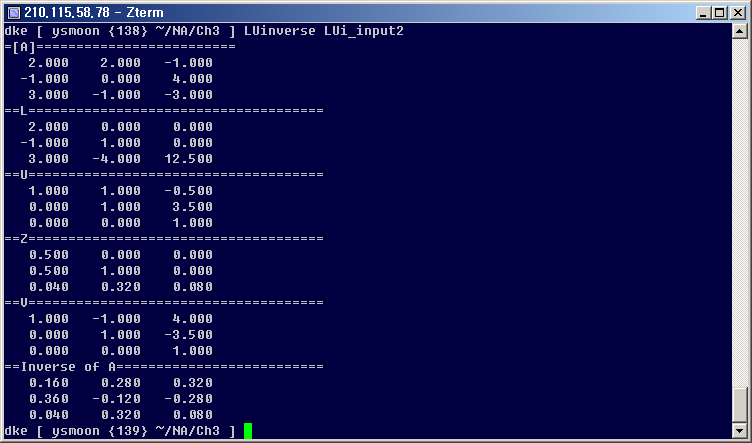 210.115.58.78 - Zterm
dke [ ysmoon {138} ~/NA/Ch3 ] LUinverse LUi_input2
=[A]=========================
2.000 2.000 -1.000
-1.000 0.000 4.000
3.000 -1.000 -3.000
==L====================================
2.000 0.000 0.000
-1.000 1.000 0.000
3.000 -4.000 12.500
==U====================================
1.000 1.000 -0.500
0.000 1.000 3.500
0.000 0.000 1.000
==Z====================================
0.500 0.000 0.000
0.500 1.000 0.000
0.040 0.320 0.080
==V====================================
1.000 -1.000 4.000
0.000 1.000 -3.500
0.000 0.000 1.000
==Inverse of A=========================
0.160 0.280 0.320
0.360 -0.120 -0.280
0.040 0.320 0.080
dke [ ysmoon {139} ~/NA/Ch3 ]